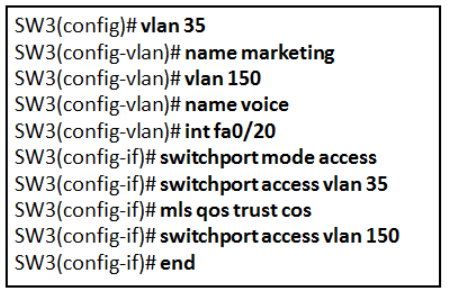 SW3(config)# vlan 35
SW3(config-vlan)# name marketing
SW3(config-vlan)# vlan 150
SW3(config-vlan)# name voice
SW3(config-vlan)# int fa0/20
SW3(config-if)# switchport mode access
SW3(config-if)# switchport access vlan 35
SW3(config-if)# mls qos trust cos
SW3(config-if)# switchport access vlan 150
SW3(config-if)# end